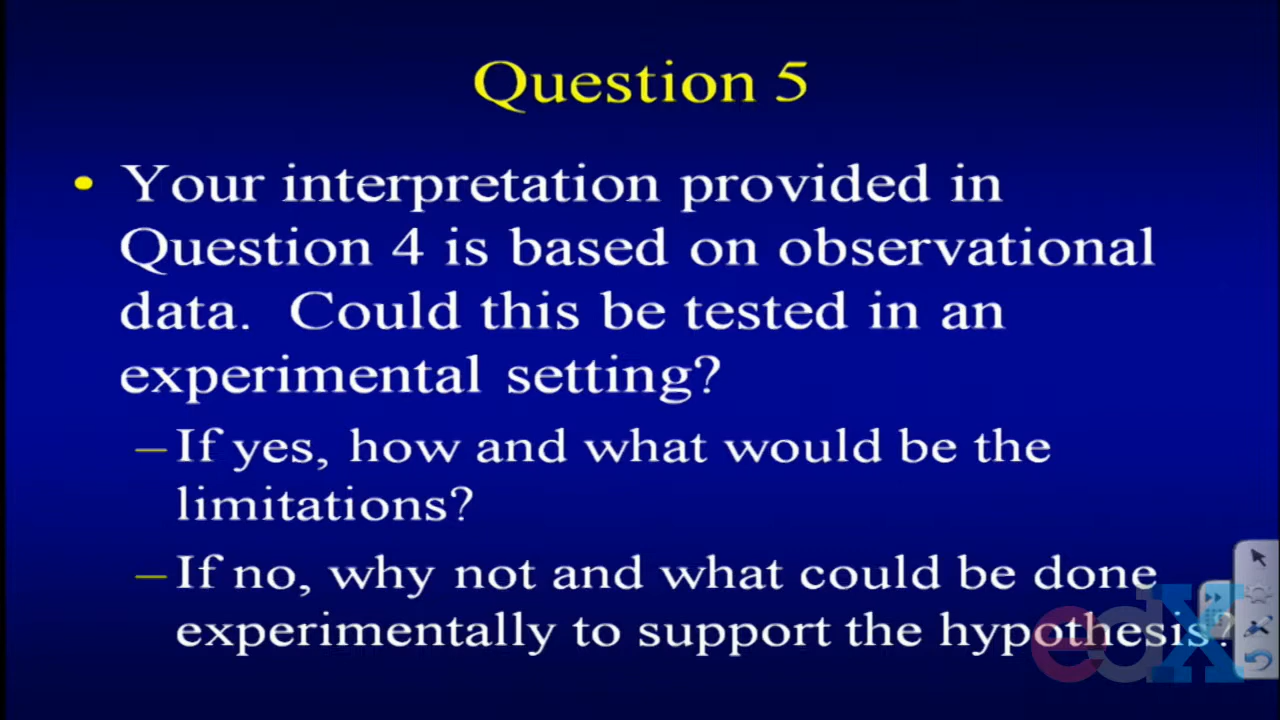 Question 5
• Your interpretation provided in
Question 4 is based on observational
data.  Could this be tested in an
experimental setting?
– If yes, how and what would be the
limitations?
– If no, why not and what could be done
experimentally to support the hypothesis?
edX